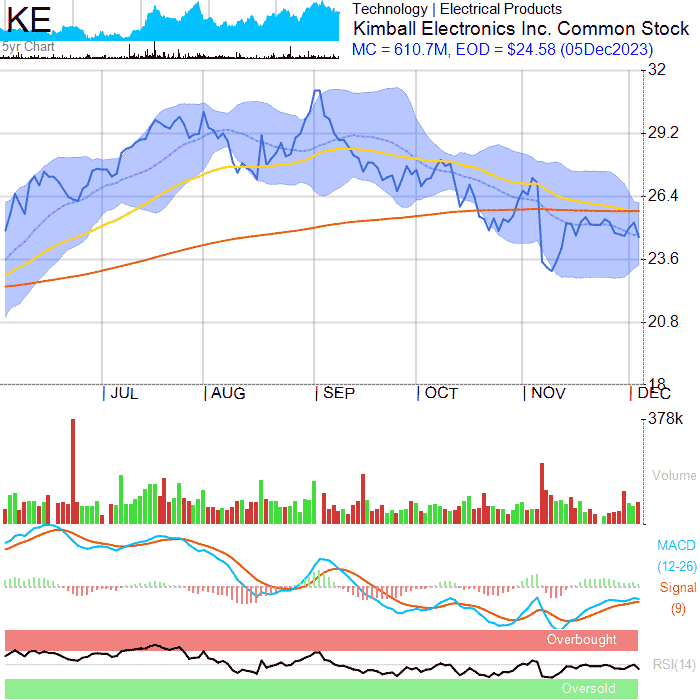 KE
5yr Chart
Technology | Electrical Products
Kimball Electronics Inc. Common Stock
MC = 610.7M, EOD = $24.58 (05Dec2023)
32
29.2
26.4
23.6
20.8
18
JUL
AUG
SEP
OCT
NOV
DEC
378k
Volume
MACD
(12-26)
Signal
(9)
Overbought
RSI(14)
Oversold